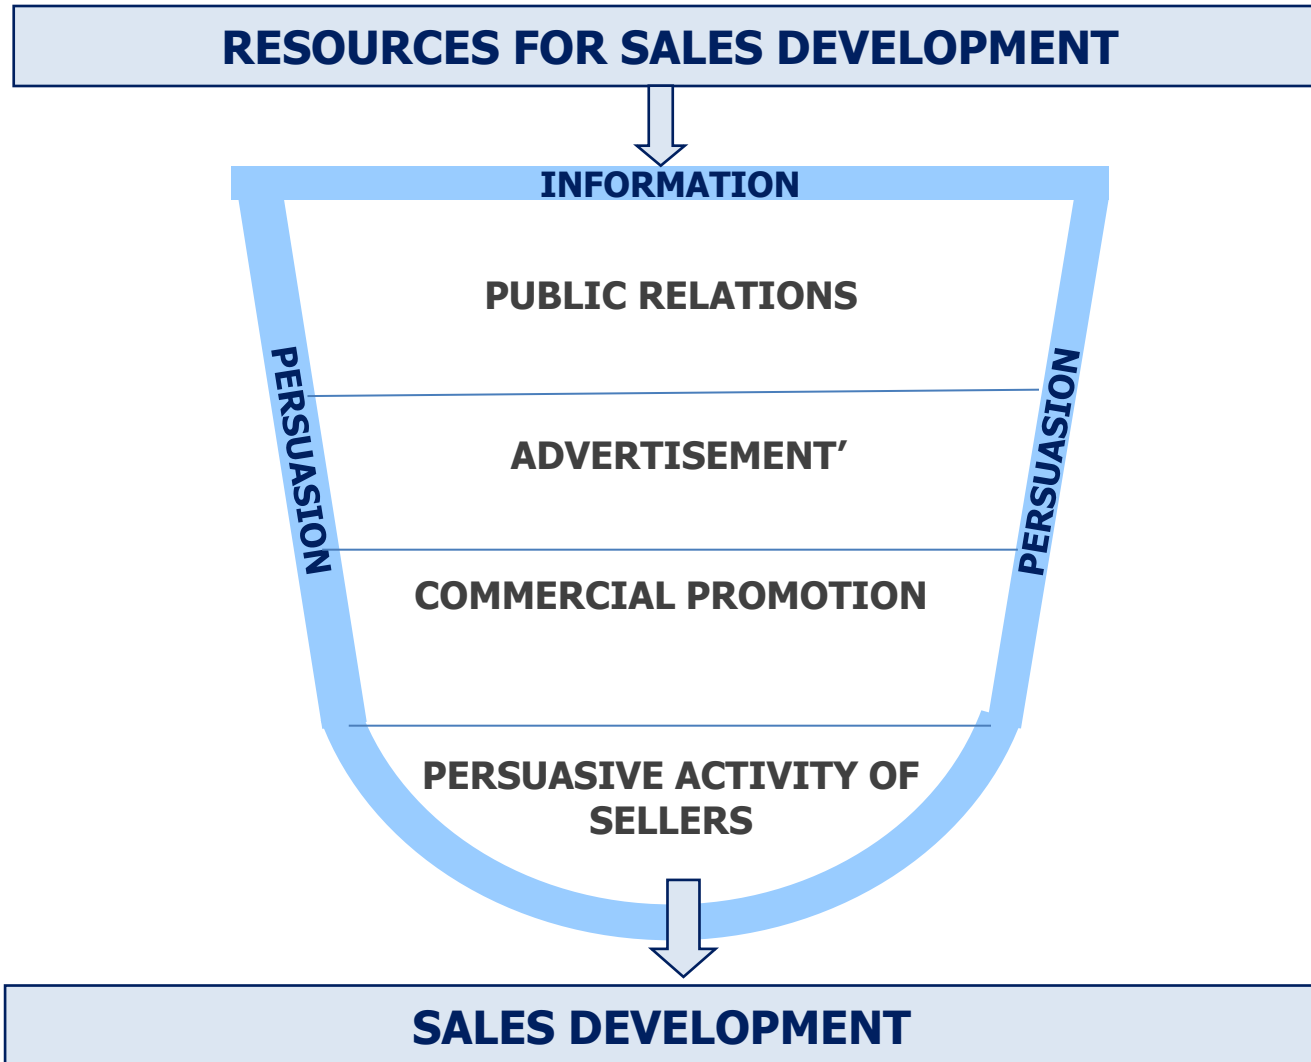 RESOURCES FOR SALES DEVELOPMENT
INFORMATION
PUBLIC RELATIONS
PERSUASION
PERSUASION
ADVERTISEMENT’
COMMERCIAL PROMOTION
PERSUASIVE ACTIVITY OF
SELLERS
SALES DEVELOPMENT